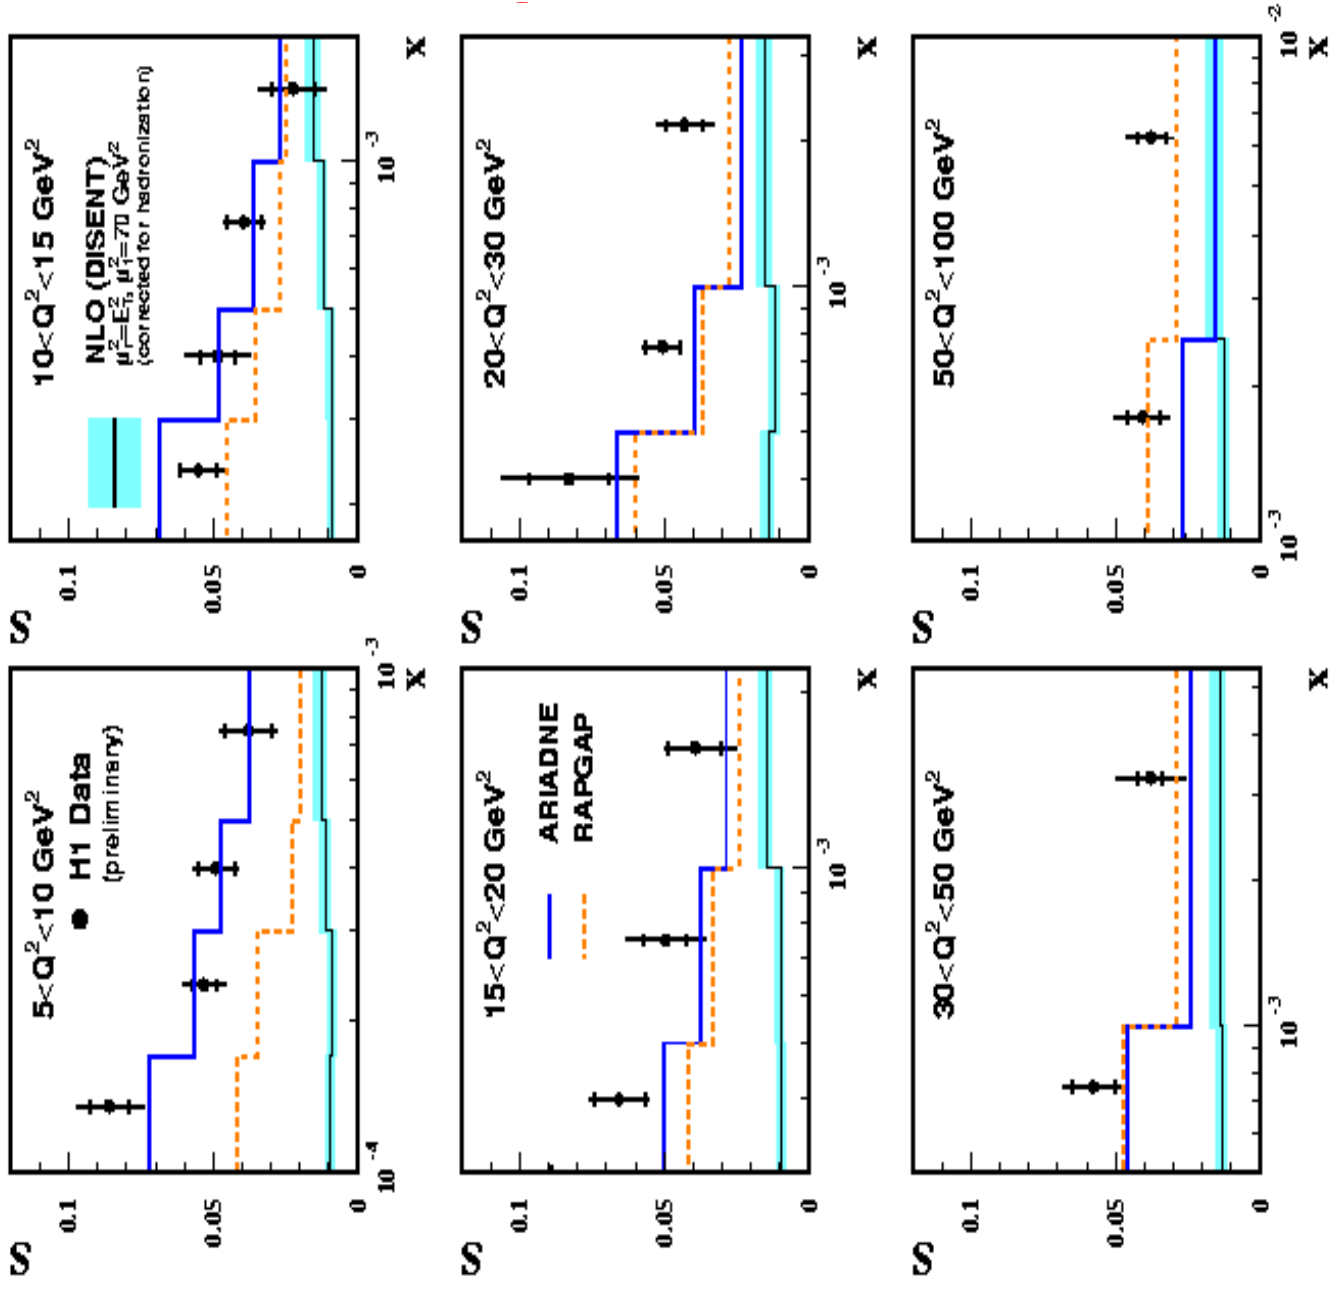 S
5<Q²<10 GeV²
H1 Data
(preliminary)
0.1
0.05
0
10⁻⁴
10⁻³
x
S
10<Q²<15 GeV²
NLO (DISENT)
μᵣ²=E_T², μ_f²=70 GeV²
(corrected for hadronization)
0.1
0.05
0
10⁻³
x
S
15<Q²<20 GeV²
ARIADNE
RAPGAP
0.1
0.05
0
10⁻³
x
S
20<Q²<30 GeV²
0.1
0.05
0
10⁻³
x
S
30<Q²<50 GeV²
0.1
0.05
0
10⁻³
x
S
50<Q²<100 GeV²
0.1
0.05
0
10⁻³
10⁻²
x